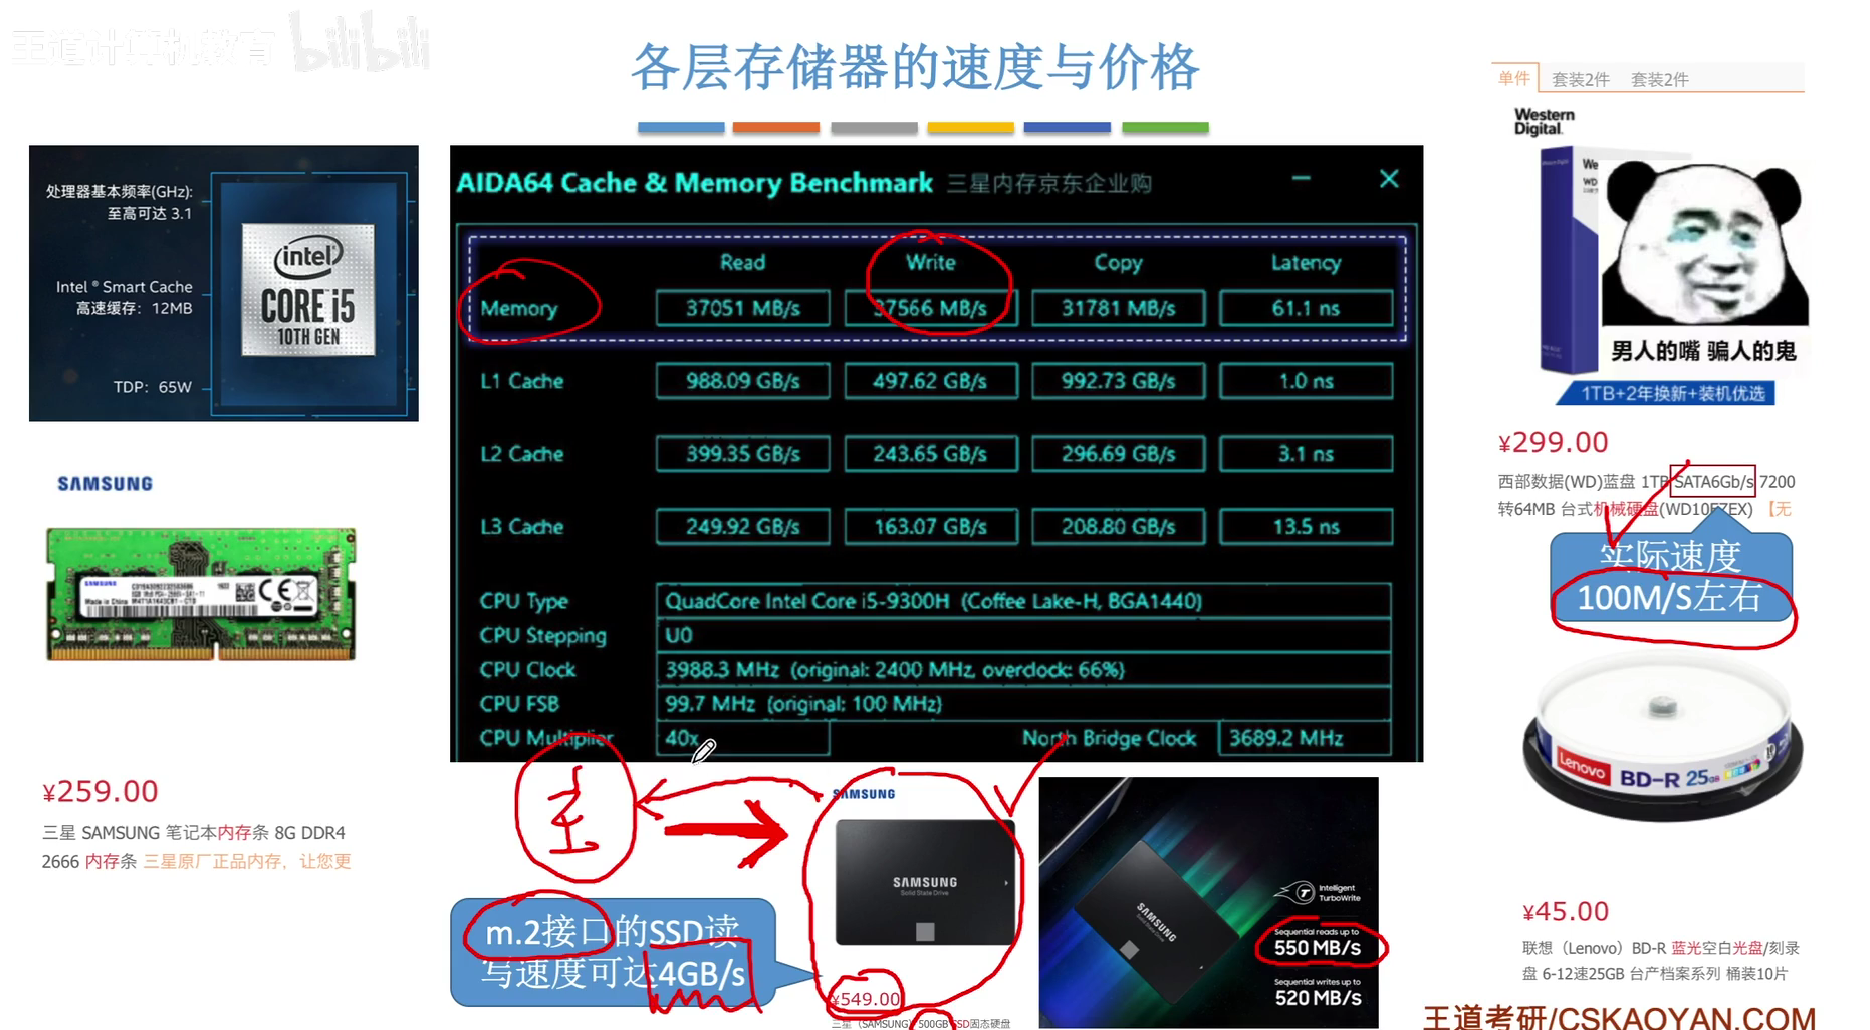 王道计算机教育 bilibili
各层存储器的速度与价格
处理器基本频率(GHz):
至高可达 3.1
Intel® Smart Cache
高速缓存：12MB
TDP：65W
intel
CORE i5
10TH GEN
SAMSUNG
SAMSUNG
Made in China
¥259.00
三星 SAMSUNG 笔记本内存条 8G DDR4
2666 内存条 三星原厂正品内存，让您更
AIDA64 Cache & Memory Benchmark 三星内存京东企业购
Read Write Copy Latency
Memory 37051 MB/s 37566 MB/s 31781 MB/s 61.1 ns
L1 Cache 988.09 GB/s 497.62 GB/s 992.73 GB/s 1.0 ns
L2 Cache 399.35 GB/s 243.65 GB/s 296.69 GB/s 3.1 ns
L3 Cache 249.92 GB/s 163.07 GB/s 208.80 GB/s 13.5 ns
CPU Type QuadCore Intel Core i5-9300H (Coffee Lake-H, BGA1440)
CPU Stepping U0
CPU Clock 3988.3 MHz (original: 2400 MHz, overclock: 66%)
CPU FSB 99.7 MHz (original: 100 MHz)
CPU Multiplier 40x North Bridge Clock 3689.2 MHz
主
m.2接口的SSD读
写速度可达4GB/s
SAMSUNG
SAMSUNG
Solid State Drive
¥549.00
三星（SAMSUNG）500GB SSD固态硬盘
SAMSUNG
Intelligent
TurboWrite
Sequential reads up to
550 MB/s
Sequential writes up to
520 MB/s
单件 套装2件 套装2件
Western
Digital.
男人的嘴 骗人的鬼
1TB+2年换新+装机优选
¥299.00
西部数据(WD)蓝盘 1TB SATA6Gb/s 7200
转64MB 台式机械硬盘(WD10EZEX) 【无
实际速度
100M/S左右
Lenovo BD-R 25GB
¥45.00
联想（Lenovo）BD-R 蓝光空白光盘/刻录
盘 6-12速25GB 台产档案系列 桶装10片
王道考研/CSKAOYAN.COM